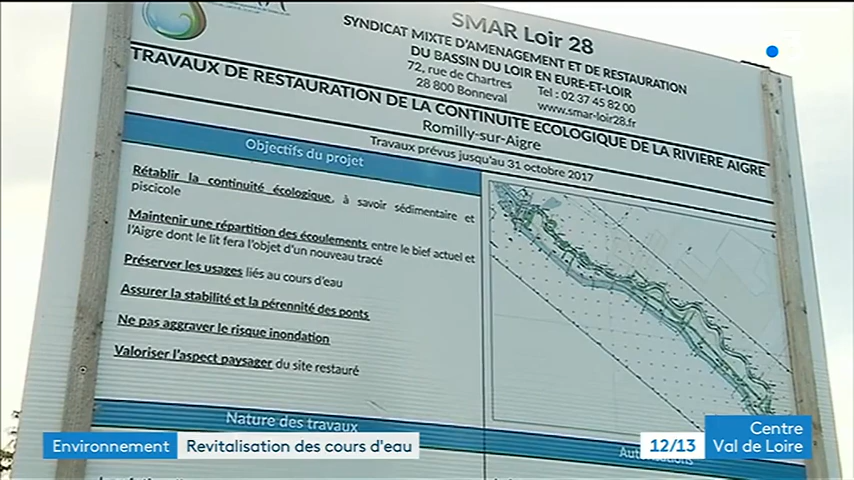 SMAR Loir 28
SYNDICAT MIXTE D'AMENAGEMENT ET DE RESTAURATION
DU BASSIN DU LOIR EN EURE-ET-LOIR
72, rue de Chartres
28 800 Bonneval
Tel : 02 37 45 82 00
www.smar-loir28.fr
TRAVAUX DE RESTAURATION DE LA CONTINUITE ECOLOGIQUE DE LA RIVIERE AIGRE
Romilly-sur-Aigre
Travaux prévus jusqu'au 31 octobre 2017
Objectifs du projet
Rétablir la continuité écologique, à savoir sédimentaire et
piscicole
Maintenir une répartition des écoulements entre le bief actuel et
l'Aigre dont le lit fera l'objet d'un nouveau tracé
Préserver les usages liés au cours d'eau
Assurer la stabilité et la pérennité des ponts
Ne pas aggraver le risque inondation
Valoriser l'aspect paysager du site restauré
Nature des travaux
Environnement
Revitalisation des cours d'eau
12/13
Centre
Val de Loire